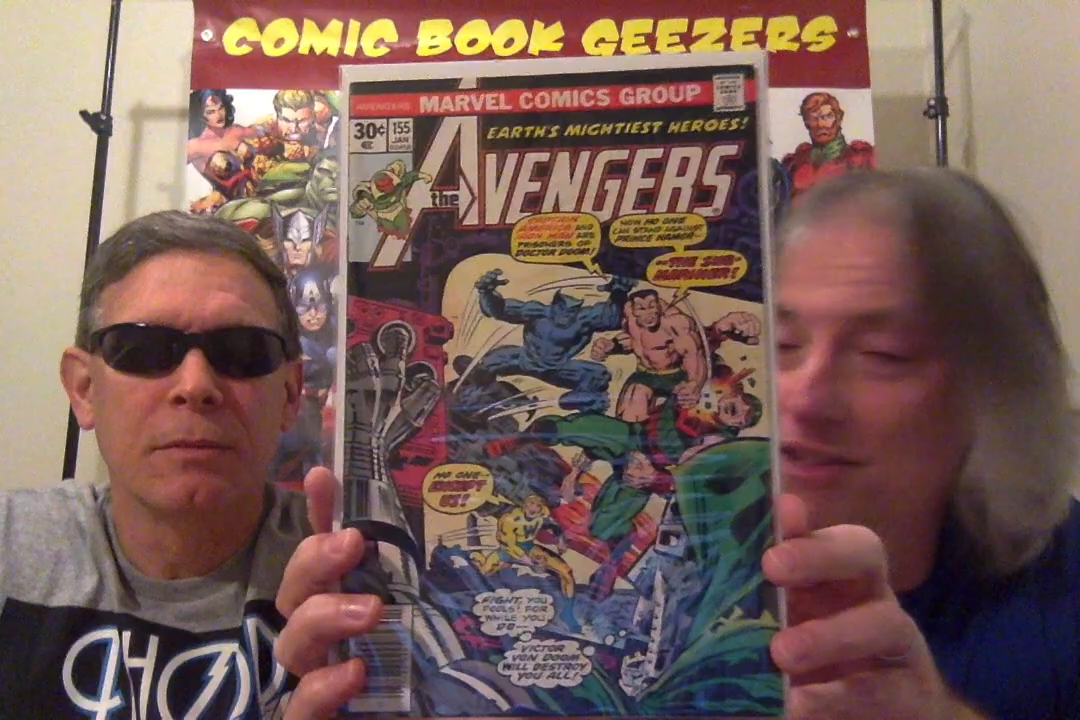 COMIC BOOK GEEZERS
AVENGERS
MARVEL COMICS GROUP
30¢
155
JAN
EARTH'S MIGHTIEST HEROES!
the AVENGERS
CAPTAIN
AMERICA AND
IRON MAN ARE
PRISONERS OF
DOCTOR DOOM!
NOW NO ONE
CAN STAND AGAINST
PRINCE NAMOR--
--THE SUB-
MARINER!
NO ONE--
EXCEPT
US!
FIGHT, YOU
FOOLS! FOR
WHILE YOU
DO--
VICTOR
VON DOOM
WILL DESTROY
YOU ALL!